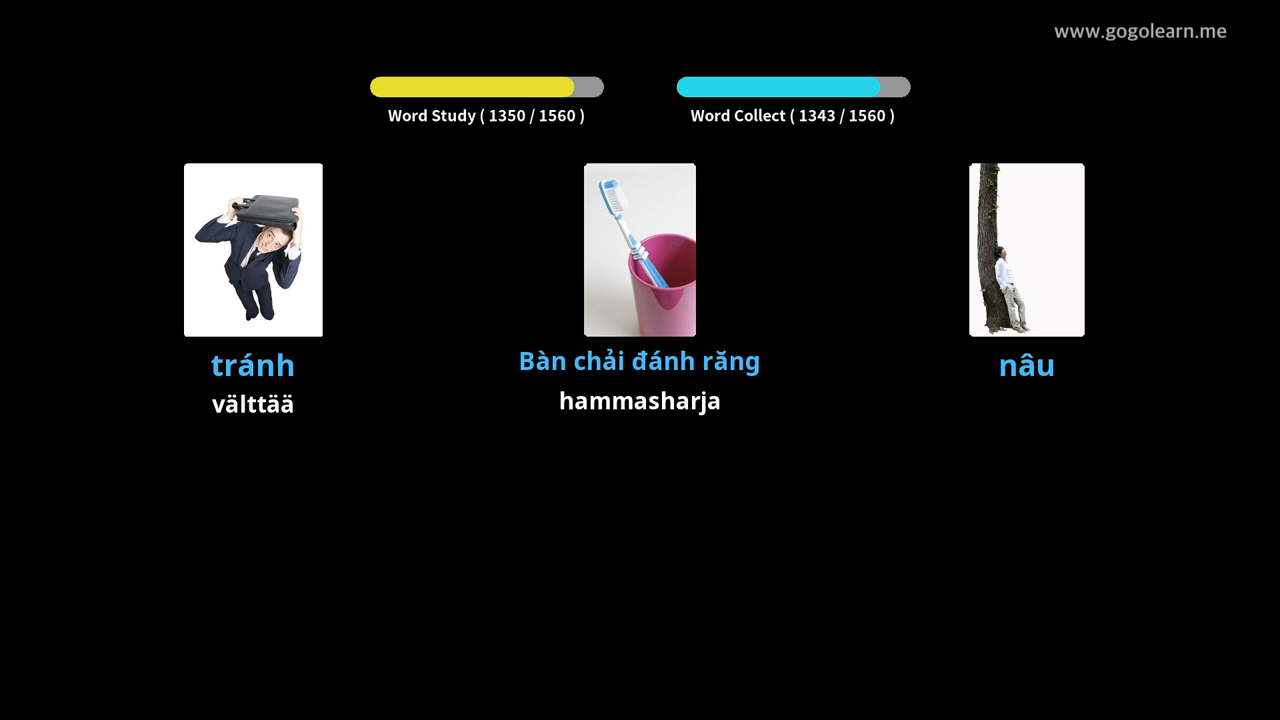 www.gogolearn.me
Word Study ( 1350 / 1560 )
Word Collect ( 1343 / 1560 )
tránh
välttää
Bàn chải đánh răng
hammasharja
nâu